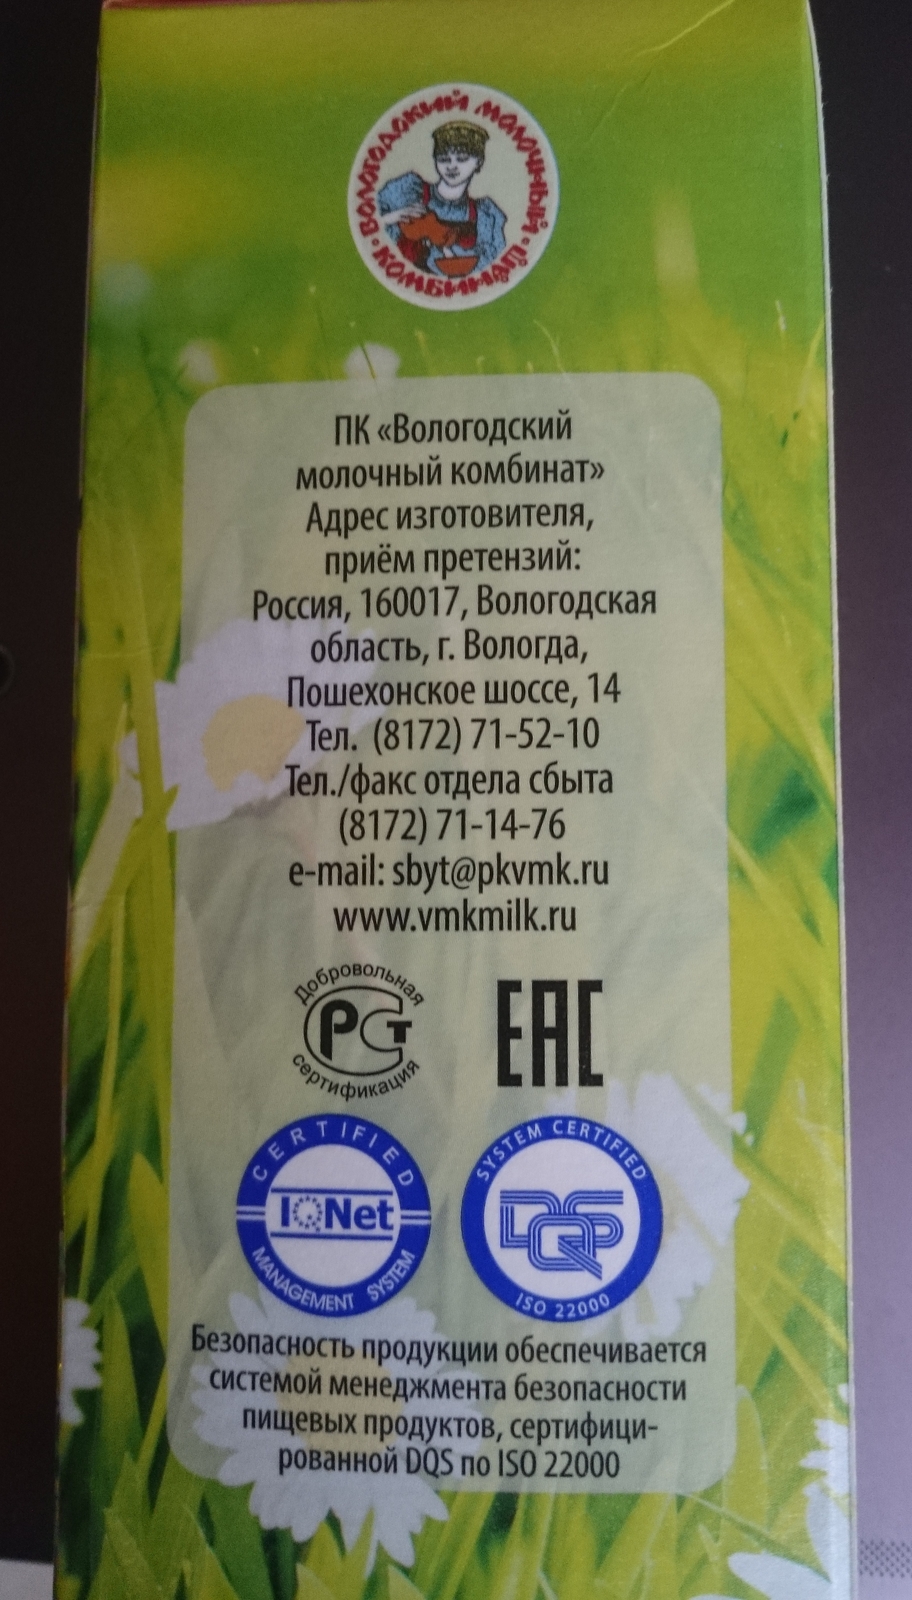 ВОЛОГОДСКИЙ МОЛОЧНЫЙ
КОМБИНАТ
ПК «Вологодский
молочный комбинат»
Адрес изготовителя,
приём претензий:
Россия, 160017, Вологодская
область, г. Вологда,
Пошехонское шоссе, 14
Тел. (8172) 71-52-10
Тел./факс отдела сбыта
(8172) 71-14-76
e-mail: sbyt@pkvmk.ru
www.vmkmilk.ru
Добровольная
РСТ
сертификация
EAC
CERTIFIED
IQNet
MANAGEMENT SYSTEM
SYSTEM CERTIFIED
DQS
ISO 22000
Безопасность продукции обеспечивается
системой менеджмента безопасности
пищевых продуктов, сертифици-
рованной DQS по ISO 22000